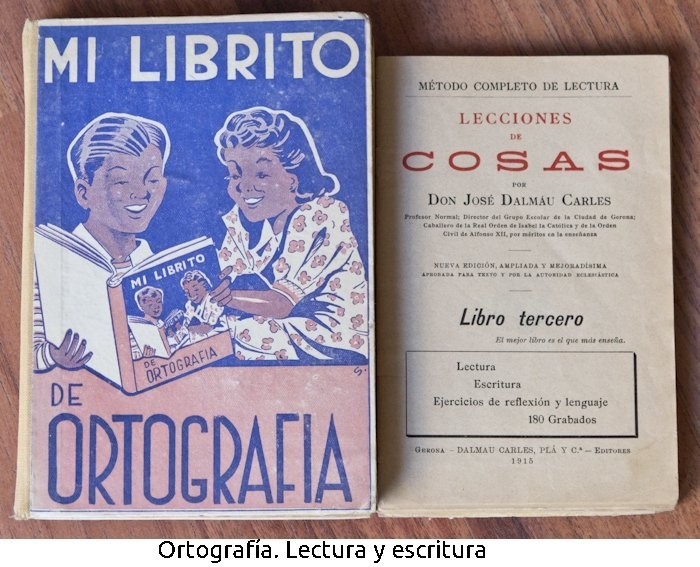 MI LIBRITO
MI LIBRITO
DE
ORTOGRAFIA
DE
ORTOGRAFIA
S.
MÉTODO COMPLETO DE LECTURA
LECCIONES
DE
COSAS
POR
DON JOSÉ DALMÁU CARLES
Profesor Normal; Director del Grupo Escolar de la Ciudad de Gerona;
Caballero de la Real Orden de Isabel la Católica y de la Orden
Civil de Alfonso XII, por méritos en la enseñanza
NUEVA EDICIÓN, AMPLIADA Y MEJORADÍSIMA
APROBADA PARA TEXTO Y POR LA AUTORIDAD ECLESIÁSTICA
Libro tercero
El mejor libro es el que más enseña.
Lectura
Escritura
Ejercicios de reflexión y lenguaje
180 Grabados
GERONA - DALMAU CARLES, PLÁ Y C.ª - EDITORES
1915
Ortografía. Lectura y escritura